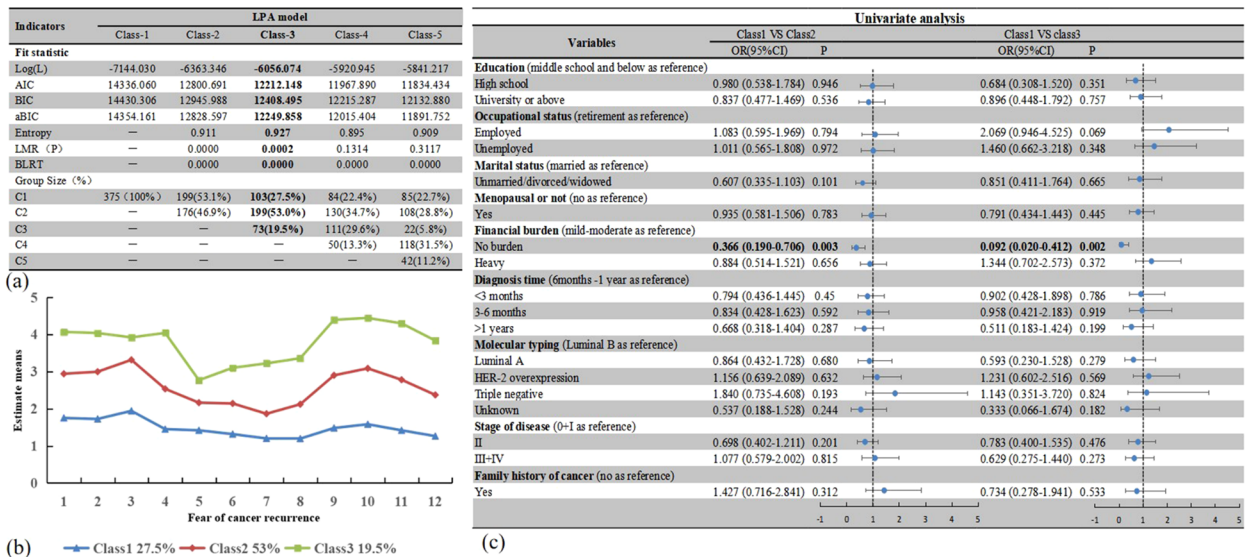 Indicators LPA model
Class-1 Class-2 Class-3 Class-4 Class-5
Fit statistic
Log(L) -7144.030 -6363.346 -6056.074 -5920.945 -5841.217
AIC 14336.060 12800.691 12212.148 11967.890 11834.434
BIC 14430.306 12945.988 12408.495 12215.287 12132.880
aBIC 14354.161 12828.597 12249.858 12015.404 11891.752
Entropy — 0.911 0.927 0.895 0.909
LMR（P） — 0.0000 0.0002 0.1314 0.3117
BLRT — 0.0000 0.0000 0.0000 0.0000
Group Size（%）
C1 375（100%） 199(53.1%) 103(27.5%) 84(22.4%) 85(22.7%)
C2 — 176(46.9%) 199(53.0%) 130(34.7%) 108(28.8%)
C3 — — 73(19.5%) 111(29.6%) 22(5.8%)
C4 — — — 50(13.3%) 118(31.5%)
C5 — — — — 42(11.2%)
(a)
5
4
3
2
1
0
Estimate means
1 2 3 4 5 6 7 8 9 10 11 12
Fear of cancer recurrence
Class1 27.5% Class2 53% Class3 19.5%
(b)
Univariate analysis
Variables Class1 VS Class2 Class1 VS class3
OR(95%CI) P OR(95%CI) P
Education (middle school and below as reference)
High school 0.980 (0.538-1.784) 0.946 0.684 (0.308-1.520) 0.351
University or above 0.837 (0.477-1.469) 0.536 0.896 (0.448-1.792) 0.757
Occupational status (retirement as reference)
Employed 1.083 (0.595-1.969) 0.794 2.069 (0.946-4.525) 0.069
Unemployed 1.011 (0.565-1.808) 0.972 1.460 (0.662-3.218) 0.348
Marital status (married as reference)
Unmarried/divorced/widowed 0.607 (0.335-1.103) 0.101 0.851 (0.411-1.764) 0.665
Menopausal or not (no as reference)
Yes 0.935 (0.581-1.506) 0.783 0.791 (0.434-1.443) 0.445
Financial burden (mild-moderate as reference)
No burden 0.366 (0.190-0.706) 0.003 0.092 (0.020-0.412) 0.002
Heavy 0.884 (0.514-1.521) 0.656 1.344 (0.702-2.573) 0.372
Diagnosis time (6months -1 year as reference)
<3 months 0.794 (0.436-1.445) 0.45 0.902 (0.428-1.898) 0.786
3-6 months 0.834 (0.428-1.623) 0.592 0.958 (0.421-2.183) 0.919
>1 years 0.668 (0.318-1.404) 0.287 0.511 (0.183-1.424) 0.199
Molecular typing (Luminal B as reference)
Luminal A 0.864 (0.432-1.728) 0.680 0.593 (0.230-1.528) 0.279
HER-2 overexpression 1.156 (0.639-2.089) 0.632 1.231 (0.602-2.516) 0.569
Triple negative 1.840 (0.735-4.608) 0.193 1.143 (0.351-3.720) 0.824
Unknown 0.537 (0.188-1.528) 0.244 0.333 (0.066-1.674) 0.182
Stage of disease (0+I as reference)
II 0.698 (0.402-1.211) 0.201 0.783 (0.400-1.535) 0.476
III+IV 1.077 (0.579-2.002) 0.815 0.629 (0.275-1.440) 0.273
Family history of cancer (no as reference)
Yes 1.427 (0.716-2.841) 0.312 0.734 (0.278-1.941) 0.533
-1 0 1 2 3 4 5 -1 0 1 2 3 4 5
(c)